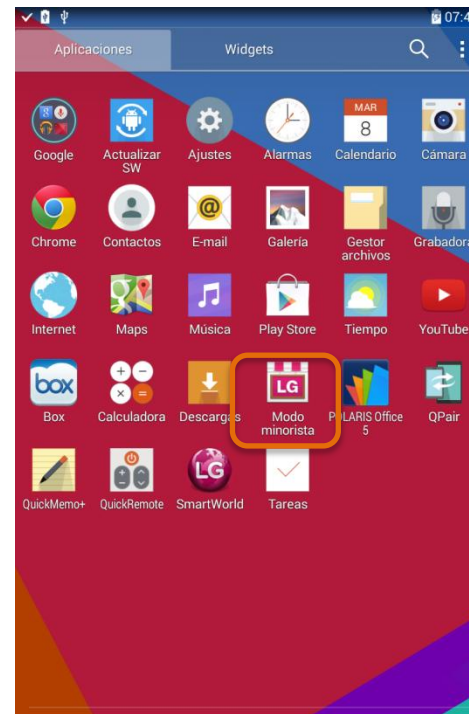 07:4
Aplicaciones Widgets
MAR
8
Google Actualizar SW Ajustes Alarmas Calendario Cámara
@
Chrome Contactos E-mail Galería Gestor archivos Grabadora
Internet Maps Música Play Store Tiempo YouTube
box
LG
Box Calculadora Descargas Modo minorista POLARIS Office 5 QPair
LG
QuickMemo+ QuickRemote SmartWorld Tareas